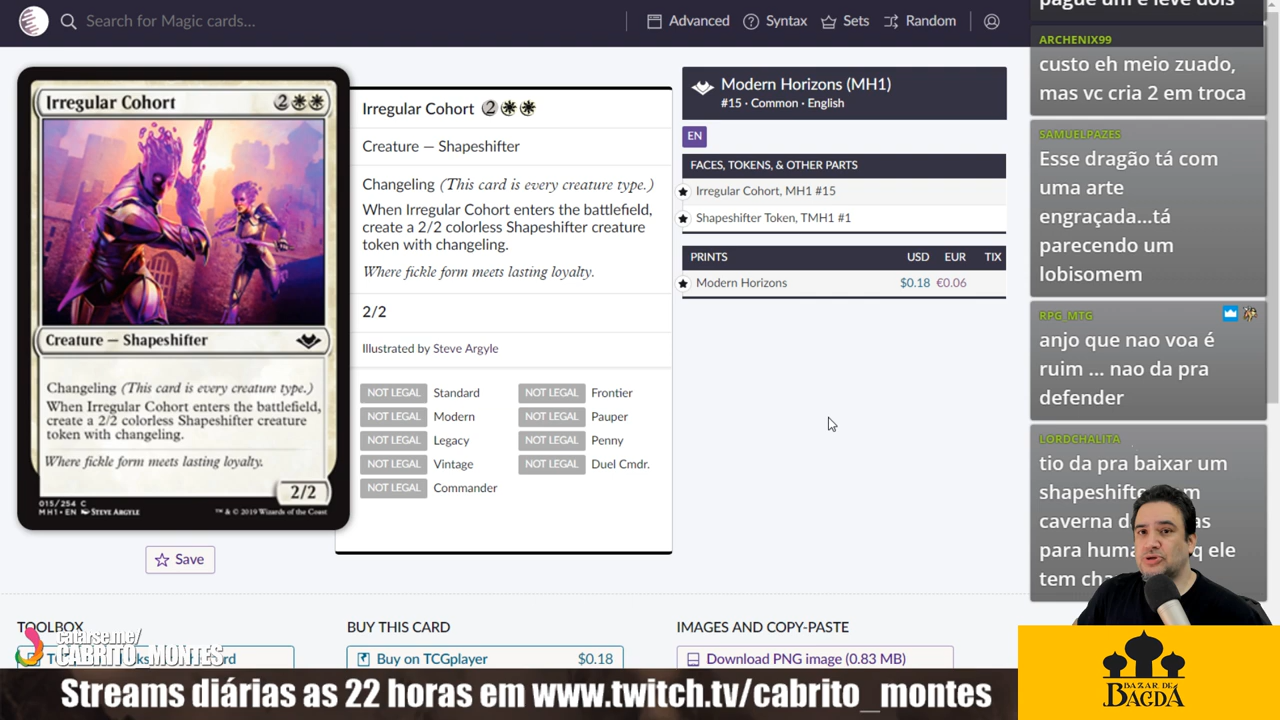 Search for Magic cards...
Advanced
Syntax
Sets
Random
Irregular Cohort 2
Creature — Shapeshifter
Changeling (This card is every creature type.)
When Irregular Cohort enters the battlefield,
create a 2/2 colorless Shapeshifter creature
token with changeling.
Where fickle form meets lasting loyalty.
2/2
015/254 C
MH1 • EN Steve Argyle
™ & © 2019 Wizards of the Coast
Save
Irregular Cohort 2
Creature — Shapeshifter
Changeling (This card is every creature type.)
When Irregular Cohort enters the battlefield,
create a 2/2 colorless Shapeshifter creature
token with changeling.
Where fickle form meets lasting loyalty.
2/2
Illustrated by Steve Argyle
NOT LEGAL Standard NOT LEGAL Frontier
NOT LEGAL Modern NOT LEGAL Pauper
NOT LEGAL Legacy NOT LEGAL Penny
NOT LEGAL Vintage NOT LEGAL Duel Cmdr.
NOT LEGAL Commander
Modern Horizons (MH1)
#15 • Common • English
EN
FACES, TOKENS, & OTHER PARTS
Irregular Cohort, MH1 #15
Shapeshifter Token, TMH1 #1
PRINTS USD EUR TIX
Modern Horizons $0.18 €0.06
pague um e leve dois
ARCHENIX99
custo eh meio zuado,
mas vc cria 2 em troca
SAMUELPAZES
Esse dragão tá com
uma arte
engraçada...tá
parecendo um
lobisomem
RPG_MTG
anjo que nao voa é
ruim ... nao da pra
defender
LORDCHALITA
tio da pra baixar um
caverna
para
ele
tem
TOOLBOX
BUY THIS CARD
IMAGES AND COPY-PASTE
catarse.me/
CABRITO_MONTES
Buy on TCGplayer $0.18
Download PNG image (0.83 MB)
Streams diárias as 22 horas em www.twitch.tv/cabrito_montes
BAZAR DE
BAGDÁ